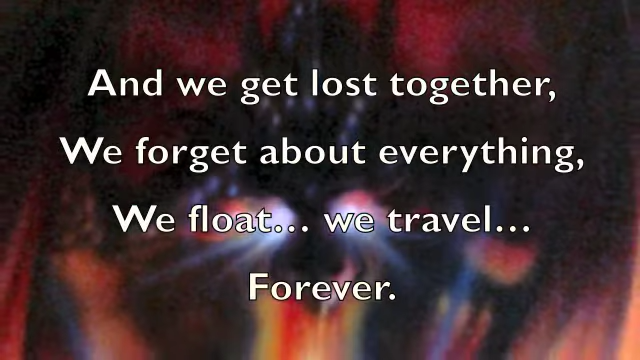 And we get lost together,
We forget about everything,
We float... we travel...
Forever.